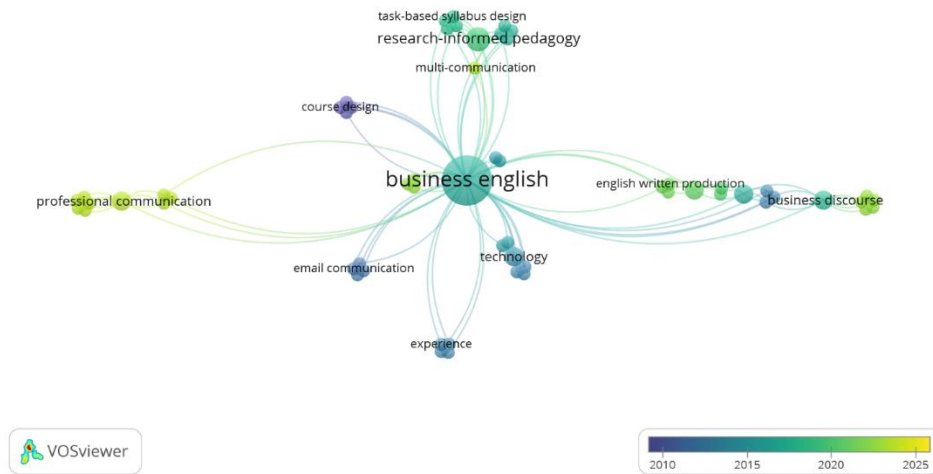 task-based syllabus design
research-informed pedagogy
multi-communication
course design
business english
english written production
professional communication
business discourse
technology
email communication
experience
VOSviewer
2010 2015 2020 2025